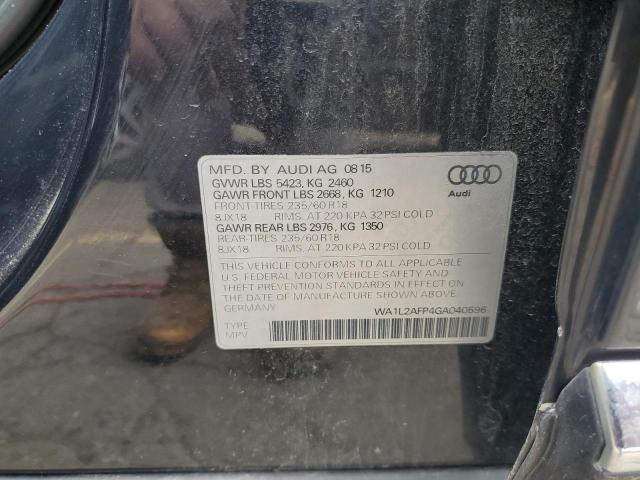 MFD. BY AUDI AG 08 15
GVWR LBS 5423, KG 2460
GAWR FRONT LBS 2668, KG 1210
FRONT-TIRES 235/60 R18
8JX18 RIMS, AT 220 KPA 32 PSI COLD
GAWR REAR LBS 2976, KG 1350
REAR-TIRES 235/60 R18
8JX18 RIMS, AT 220 KPA 32 PSI COLD
Audi
THIS VEHICLE CONFORMS TO ALL APPLICABLE
U.S. FEDERAL MOTOR VEHICLE SAFETY AND
THEFT PREVENTION STANDARDS IN EFFECT ON
THE DATE OF MANUFACTURE SHOWN ABOVE.
GERMANY
WA1L2AFP4GA040596
TYPE
MPV